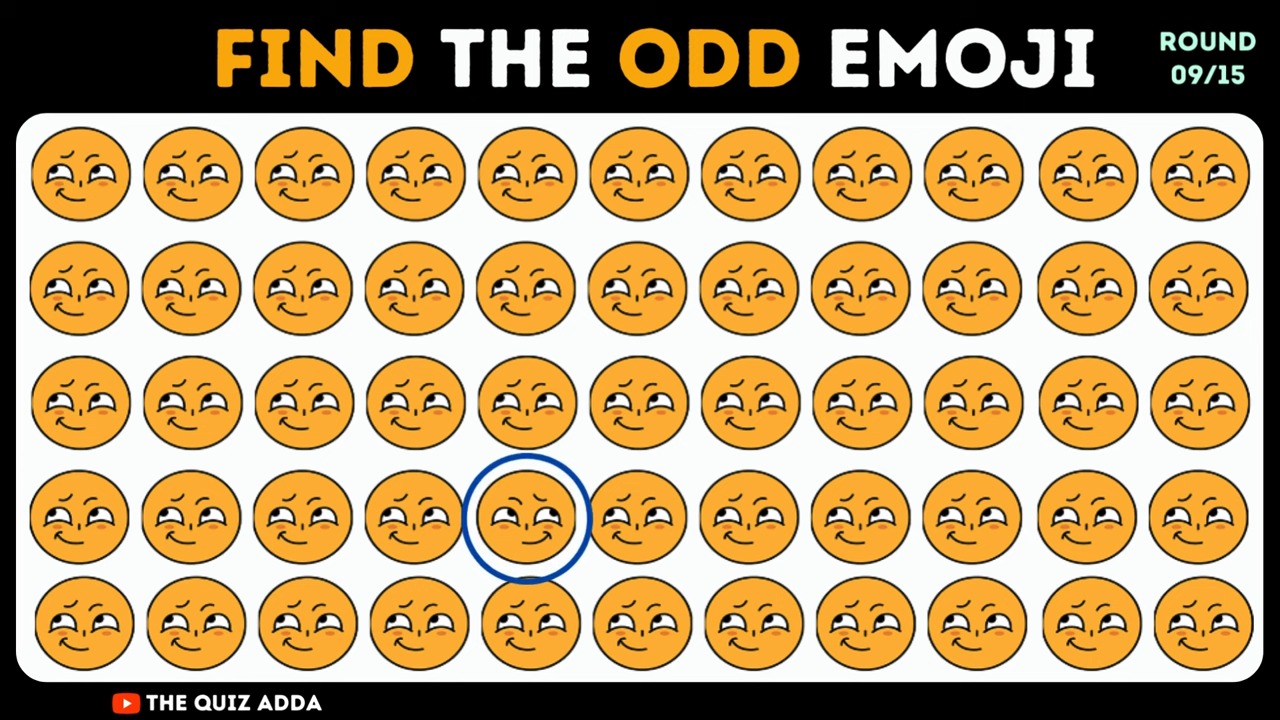 FIND THE ODD EMOJI
ROUND
09/15
THE QUIZ ADDA